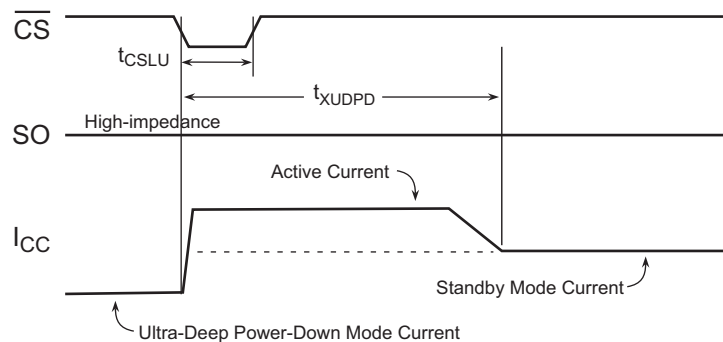 CS
tCSLU
tXUDPD
High-impedance
SO
Active Current
ICC
Standby Mode Current
Ultra-Deep Power-Down Mode Current